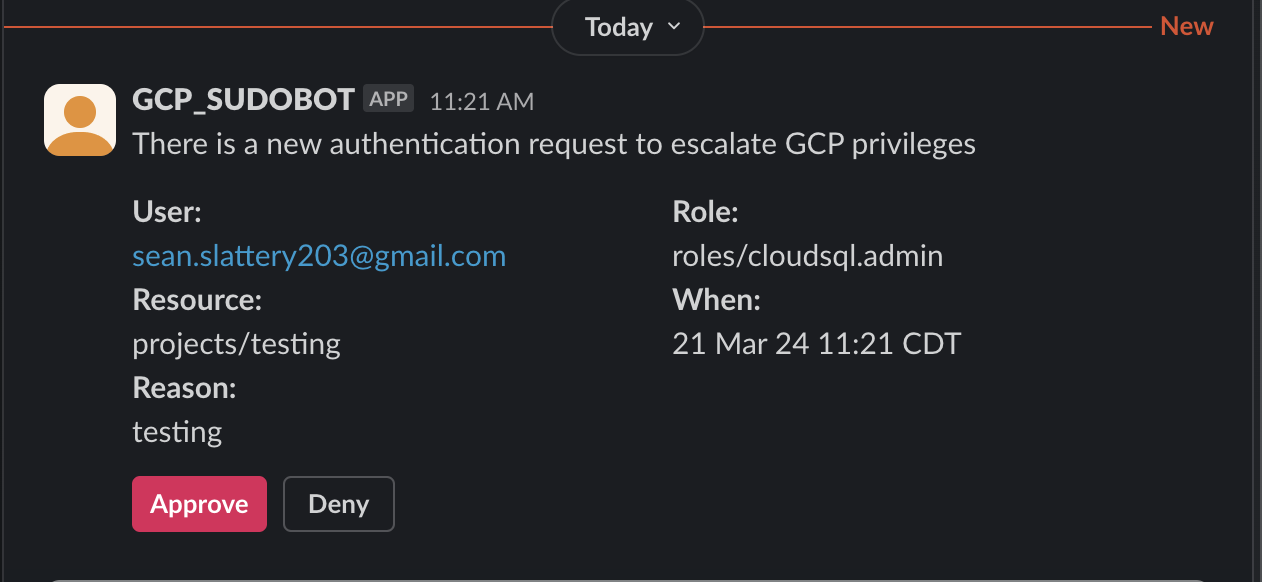 Today
New
GCP_SUDOBOT APP 11:21 AM
There is a new authentication request to escalate GCP privileges
User:
sean.slattery203@gmail.com
Role:
roles/cloudsql.admin
Resource:
projects/testing
When:
21 Mar 24 11:21 CDT
Reason:
testing
Approve
Deny